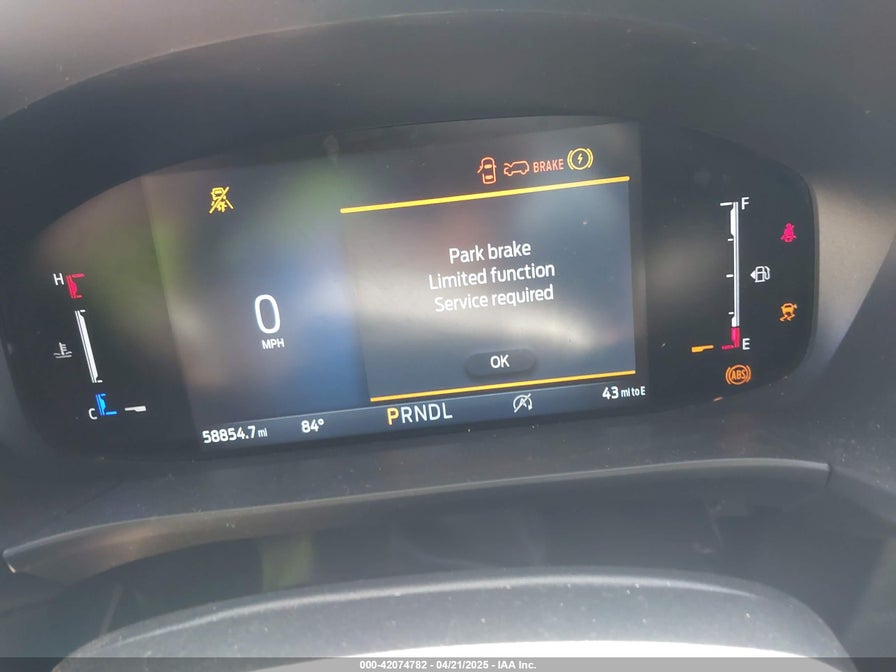 BRAKE
Park brake
Limited function
Service required
OK
0
MPH
H
C
F
E
ABS
58854.7 mi
84°
PRNDL
A
43 mi to E
000-42074782 - 04/21/2025 - IAA Inc.